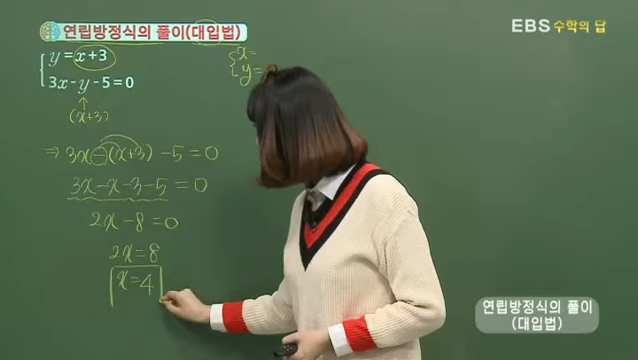 연립방정식의 풀이(대입법)
EBS 수학의 답
y = x+3
3x-y-5=0
x=
y=
(x+3)
⇒ 3x-(x+3)-5=0
3x-x-3-5=0
2x-8=0
2x=8
x=4
연립방정식의 풀이
(대입법)